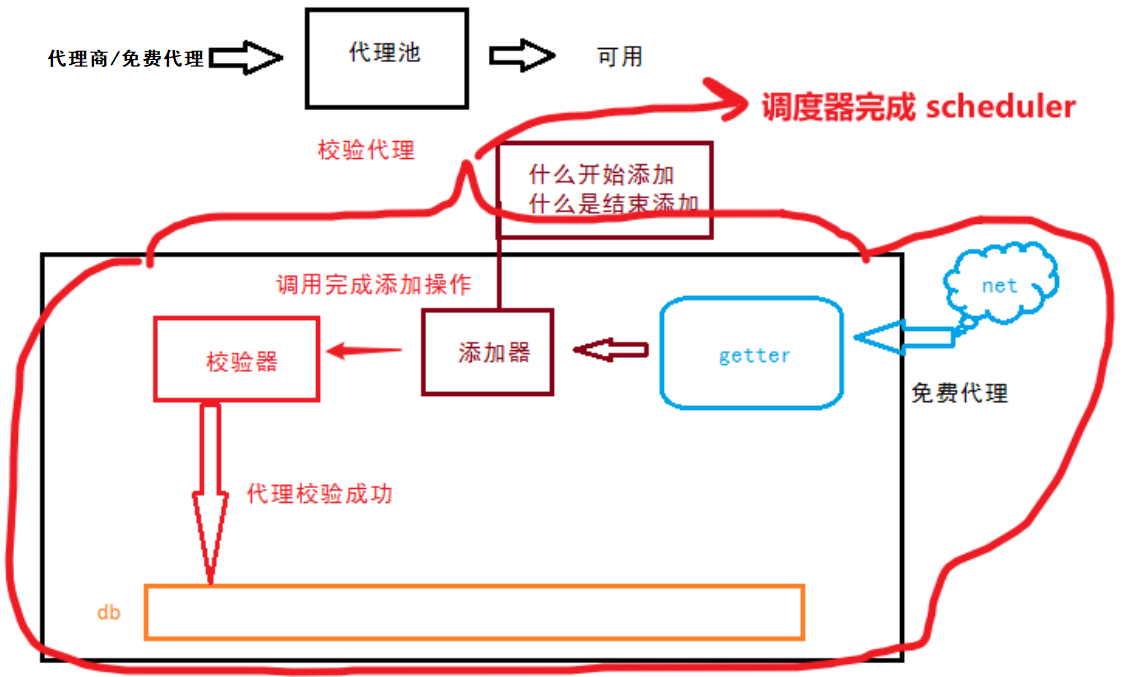 代理商/免费代理
代理池
可用
调度器完成 scheduler
校验代理
什么开始添加
什么是结束添加
调用完成添加操作
net
校验器
添加器
getter
免费代理
代理校验成功
db